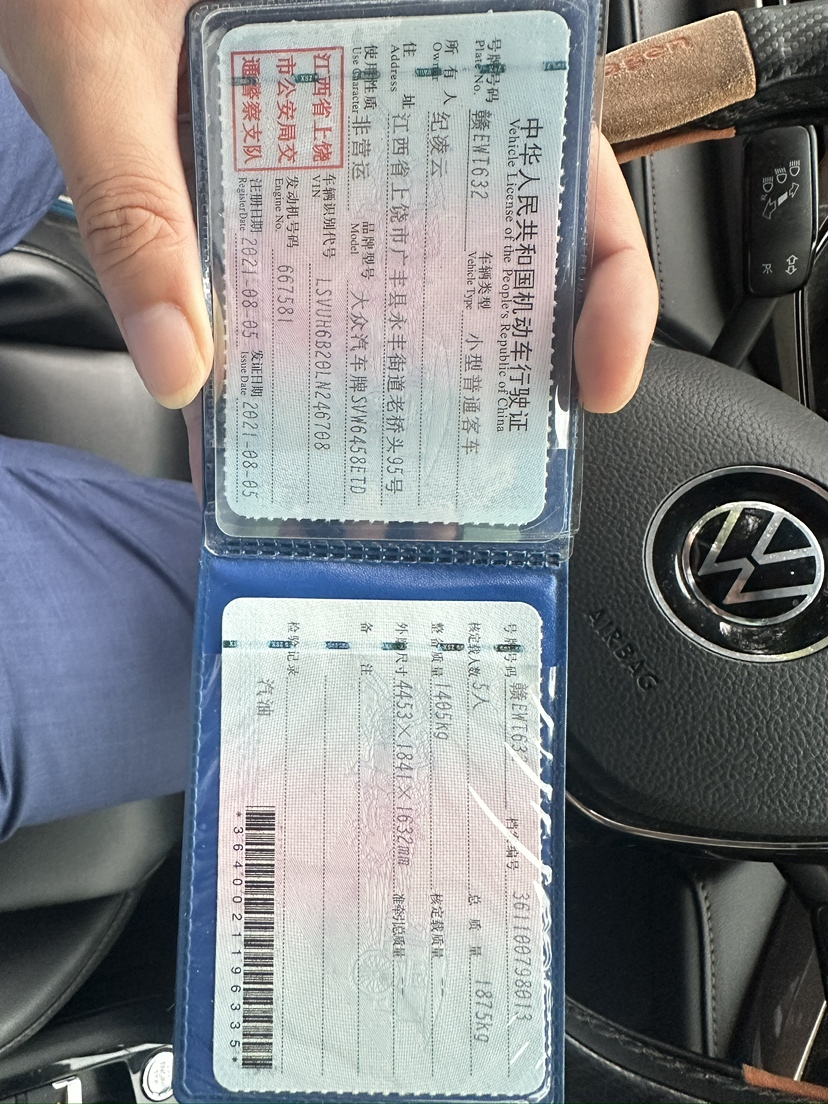 中华人民共和国机动车行驶证
Vehicle License of the People's Republic of China
号牌号码 赣EWT632 车辆类型 小型普通客车
Plate No. Vehicle Type
所有人 纪凌云
Owner
住址 江西省上饶市广丰县永丰街道老桥头95号
Address
使用性质 非营运 品牌型号 大众汽车牌SVW6458ETD
Use Character Model
江西省上饶
市公安局交
通警察支队
车辆识别代号 LSVUH6B20LN246708
VIN
发动机号码 667581
Engine No.
注册日期 2021-08-05 发证日期 2021-08-05
Register Date Issue Date
号牌号码 赣EWT632 档案编号 361100798013
核定载人数 5人 总质量 1875kg
整备质量 1405kg 核定载质量 --
外廓尺寸 4453×1841×1632mm 准牵引总质量 --
备注
检验记录
汽油
*3640021196335*
AIRBAG